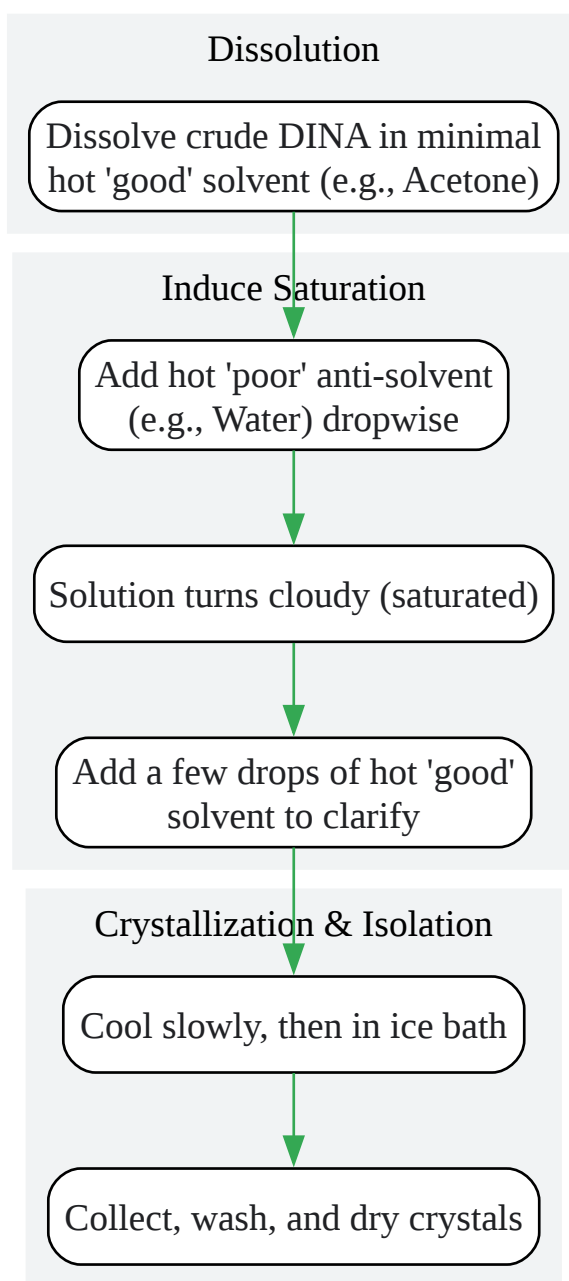 Dissolution
Dissolve crude DINA in minimal
hot 'good' solvent (e.g., Acetone)
Induce Saturation
Add hot 'poor' anti-solvent
(e.g., Water) dropwise
Solution turns cloudy (saturated)
Add a few drops of hot 'good'
solvent to clarify
Crystallization & Isolation
Cool slowly, then in ice bath
Collect, wash, and dry crystals